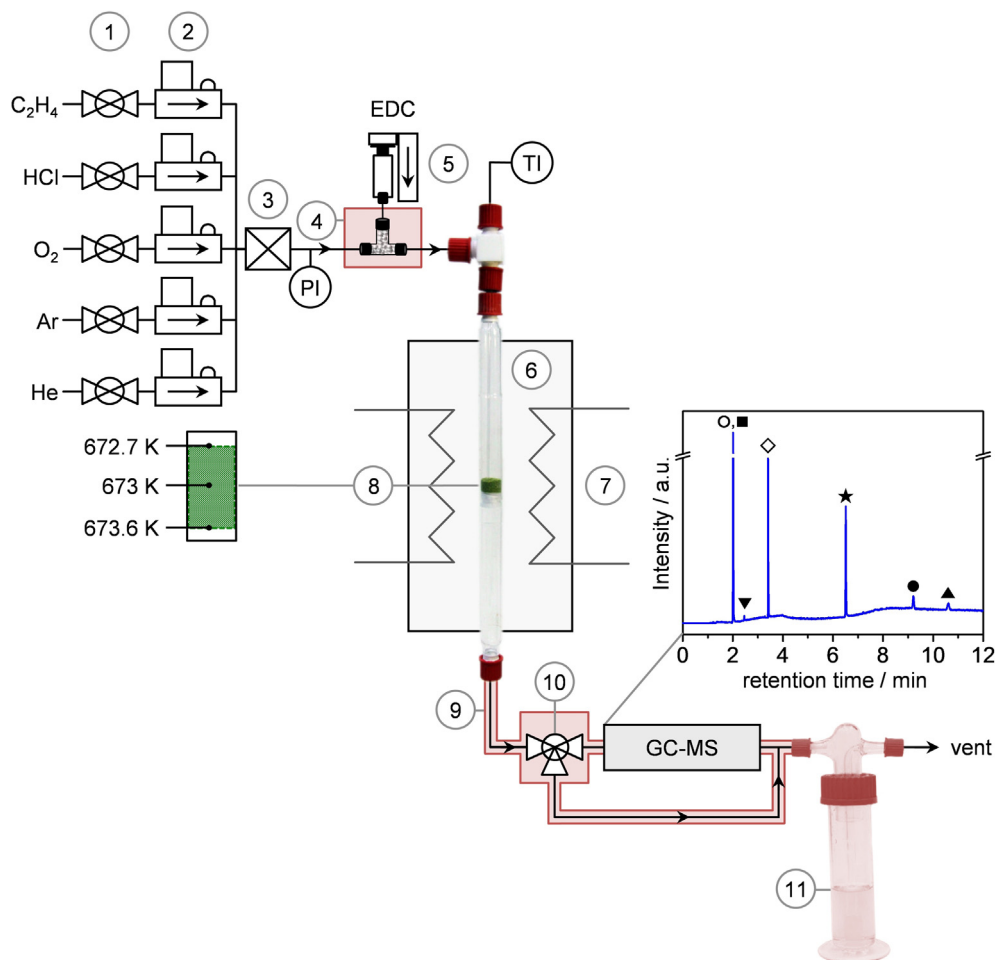 1
2
C₂H₄
HCl
O₂
Ar
He
3
PI
4
EDC
5
TI
6
7
8
672.7 K
673 K
673.6 K
Intensity / a.u.
0 2 4 6 8 10 12
retention time / min
9
10
GC-MS
vent
11